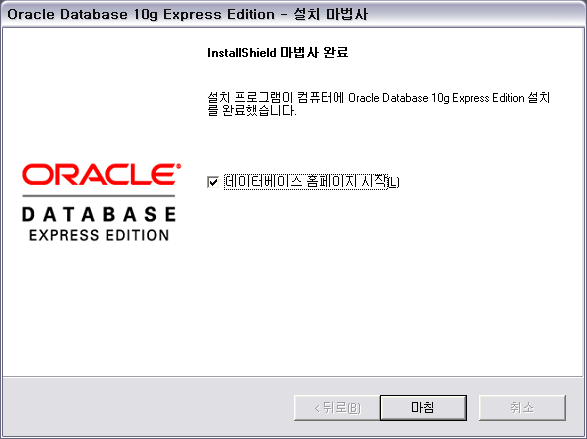 Oracle Database 10g Express Edition - 설치 마법사
InstallShield 마법사 완료
설치 프로그램이 컴퓨터에 Oracle Database 10g Express Edition 설치
를 완료했습니다.
ORACLE®
DATABASE
EXPRESS EDITION
데이터베이스 홈페이지 시작(L)
< 뒤로(B)
마침
취소